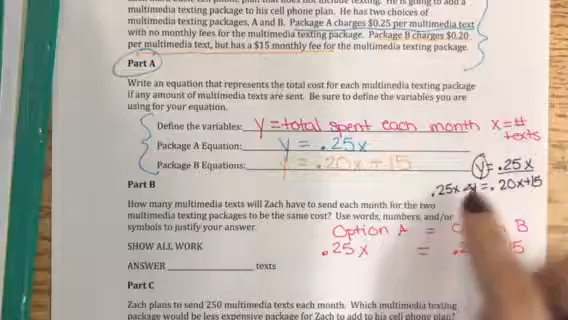 multimedia texting package to his cell phone plan. He has two choices of
multimedia texting packages, A and B. Package A charges $0.25 per multimedia text
with no monthly fees for the multimedia texting package. Package B charges $0.20
per multimedia text, but has a $15 monthly fee for the multimedia texting package.
Part A
Write an equation that represents the total cost for each multimedia texting package
if any amount of multimedia texts are sent. Be sure to define the variables you are
using for your equation.
Define the variables: y = total spent each month x = # texts
Package A Equation: y = .25x
Package B Equations: y = .20x + 15
y = .25x
.25x = .20x+15
Part B
How many multimedia texts will Zach have to send each month for the two
multimedia texting packages to be the same cost? Use words, numbers, and/or
symbols to justify your answer.
Option A = B
.25x = 5
SHOW ALL WORK
ANSWER texts
Part C
Zach plans to send 250 multimedia texts each month. Which multimedia texting
package would be less expensive package for Zach to add to his cell phone plan?